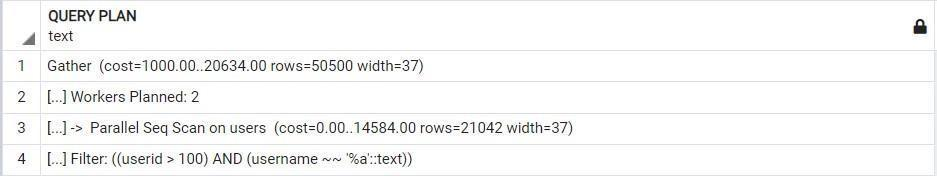 QUERY PLAN
text
1 Gather (cost=1000.00..20634.00 rows=50500 width=37)
2 [...] Workers Planned: 2
3 [...] -> Parallel Seq Scan on users (cost=0.00..14584.00 rows=21042 width=37)
4 [...] Filter: ((userid > 100) AND (username ~~ '%a'::text))